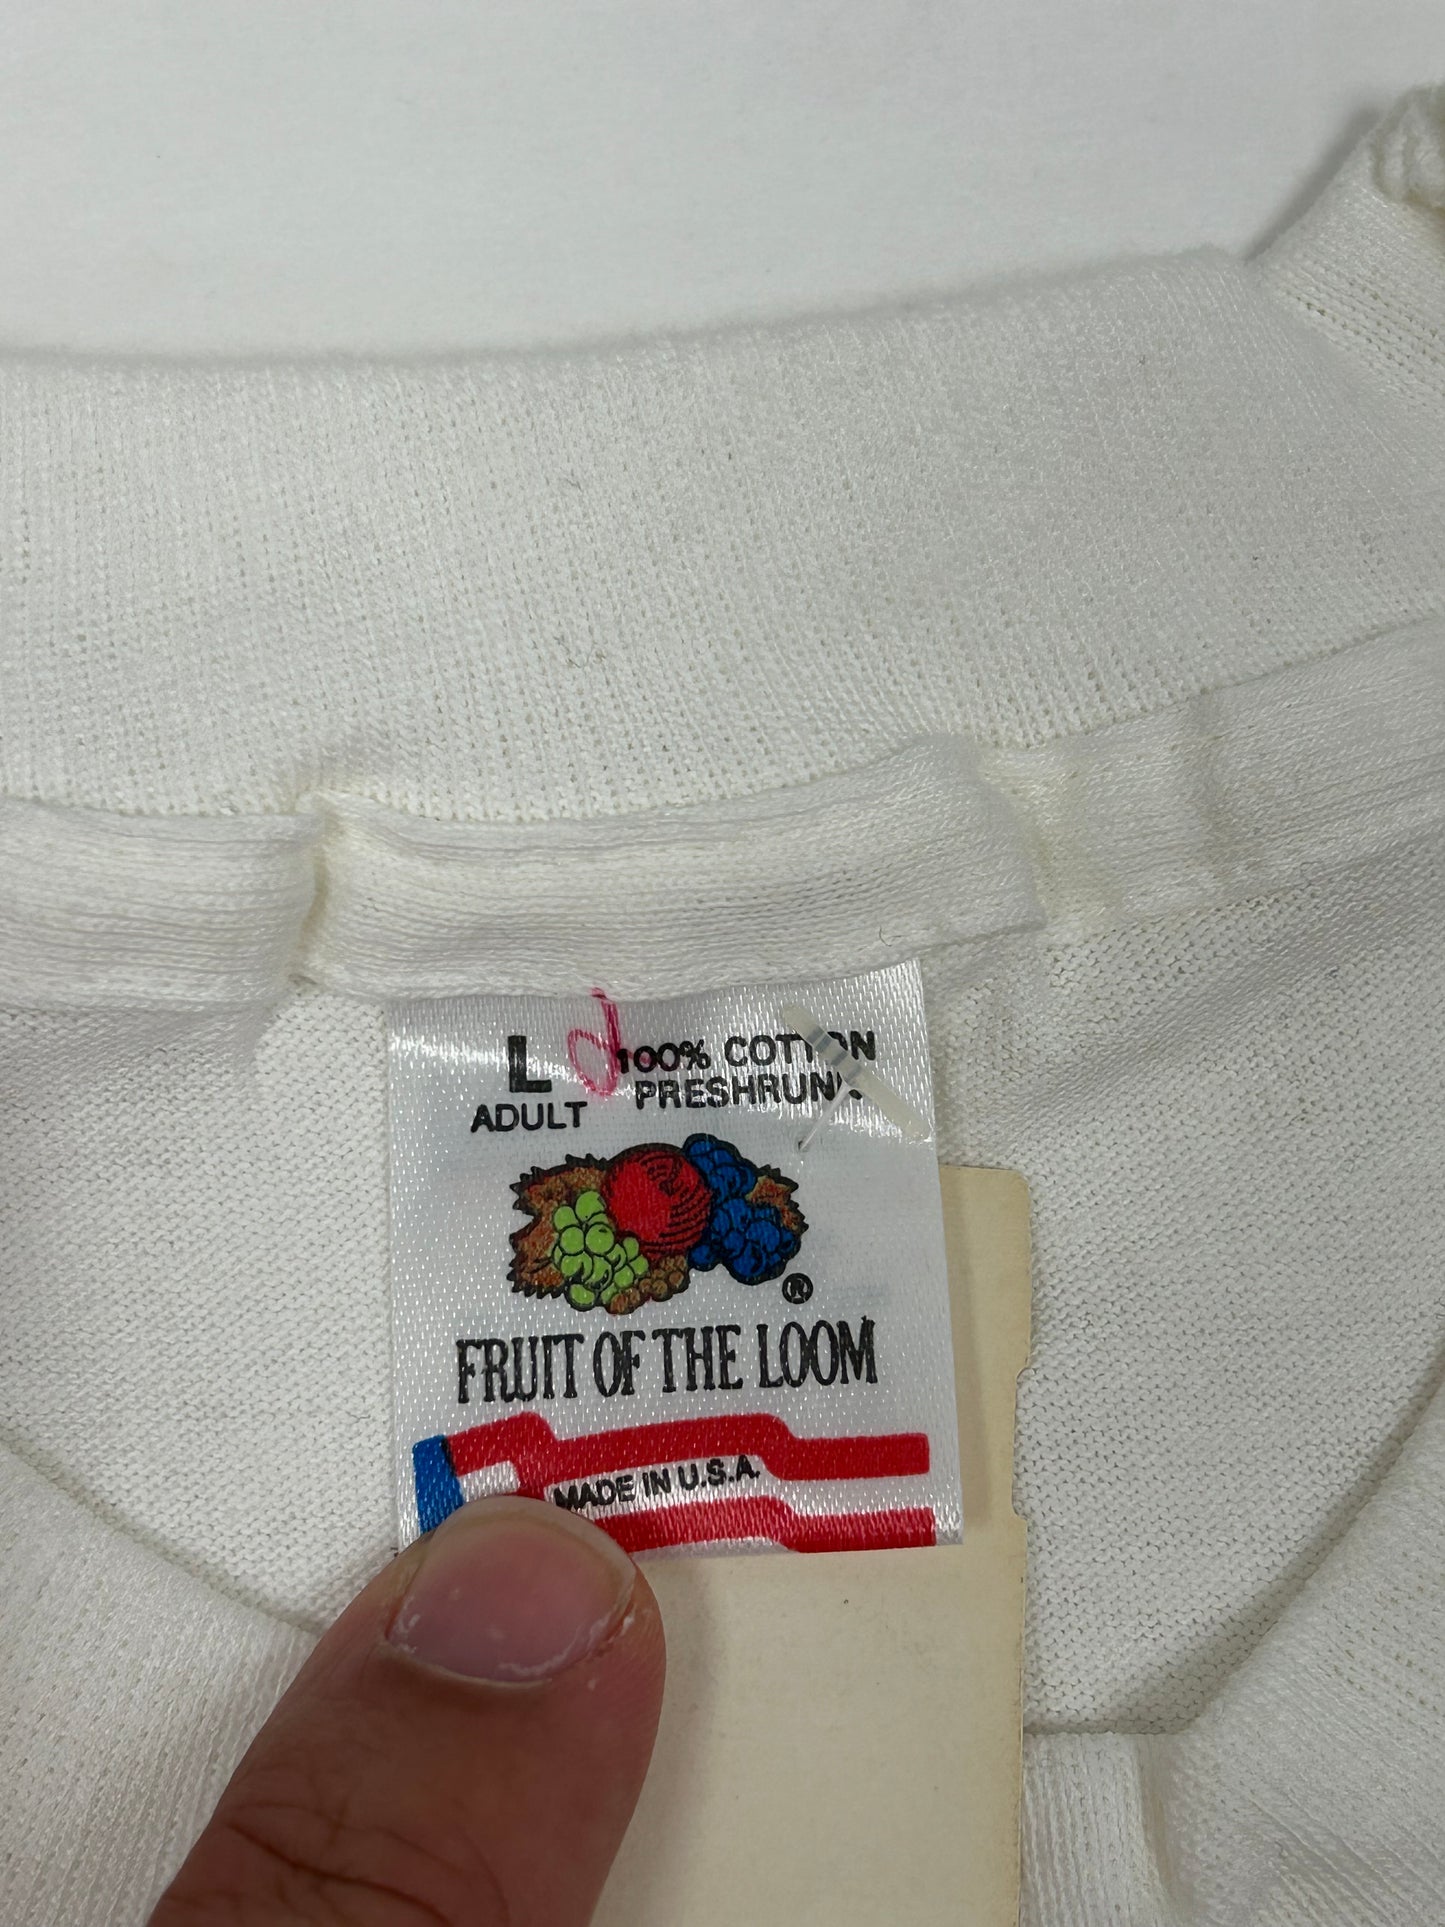 L
ADULT
100% COTTON
PRESHRUNK
®
FRUIT OF THE LOOM
MADE IN U.S.A.